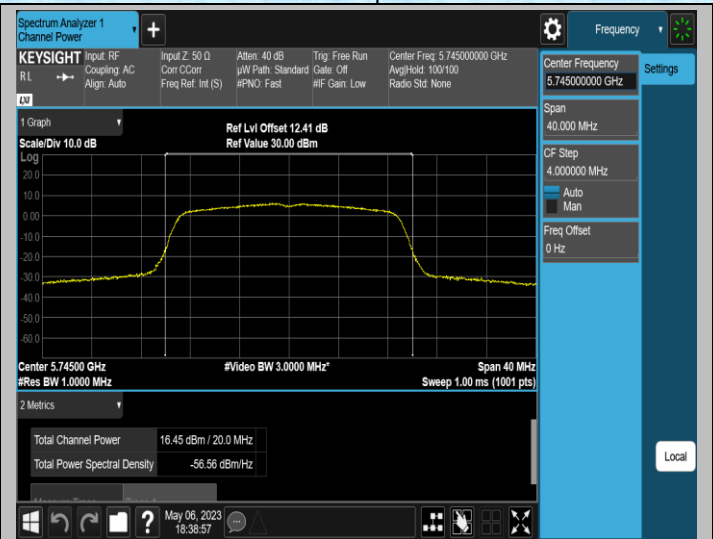 Spectrum Analyzer 1
Channel Power
Frequency
KEYSIGHT
RL
LXI
Input: RF
Coupling: AC
Align: Auto
Input Z: 50 Ω
Corr CCorr
Freq Ref: Int (S)
Atten: 40 dB
µW Path: Standard
#PNO: Fast
Trig: Free Run
Gate: Off
#IF Gain: Low
Center Freq: 5.745000000 GHz
Avg|Hold: 100/100
Radio Std: None
Center Frequency
5.745000000 GHz
Settings
Span
40.000 MHz
CF Step
4.000000 MHz
Auto
Man
Freq Offset
0 Hz
1 Graph
Scale/Div 10.0 dB
Ref Lvl Offset 12.41 dB
Ref Value 30.00 dBm
Log
20.0
10.0
0.00
-10.0
-20.0
-30.0
-40.0
-50.0
-60.0
Center 5.74500 GHz
#Video BW 3.0000 MHz*
Span 40 MHz
#Res BW 1.0000 MHz
Sweep 1.00 ms (1001 pts)
2 Metrics
Total Channel Power 16.45 dBm / 20.0 MHz
Total Power Spectral Density -56.56 dBm/Hz
Local
?
May 06, 2023
18:38:57